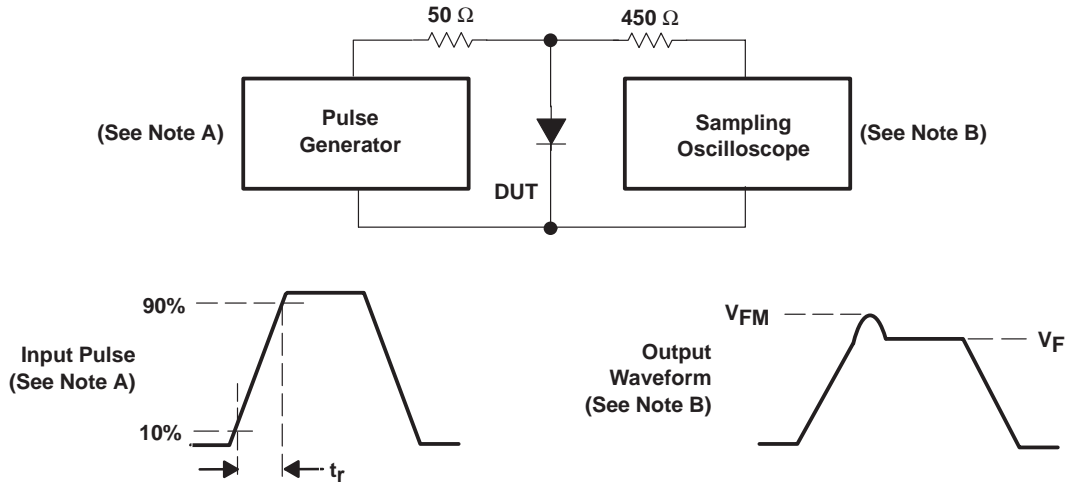 50 Ω
450 Ω
(See Note A)
Pulse
Generator
DUT
Sampling
Oscilloscope
(See Note B)
90%
Input Pulse
(See Note A)
10%
tr
VFM
VF
Output
Waveform
(See Note B)